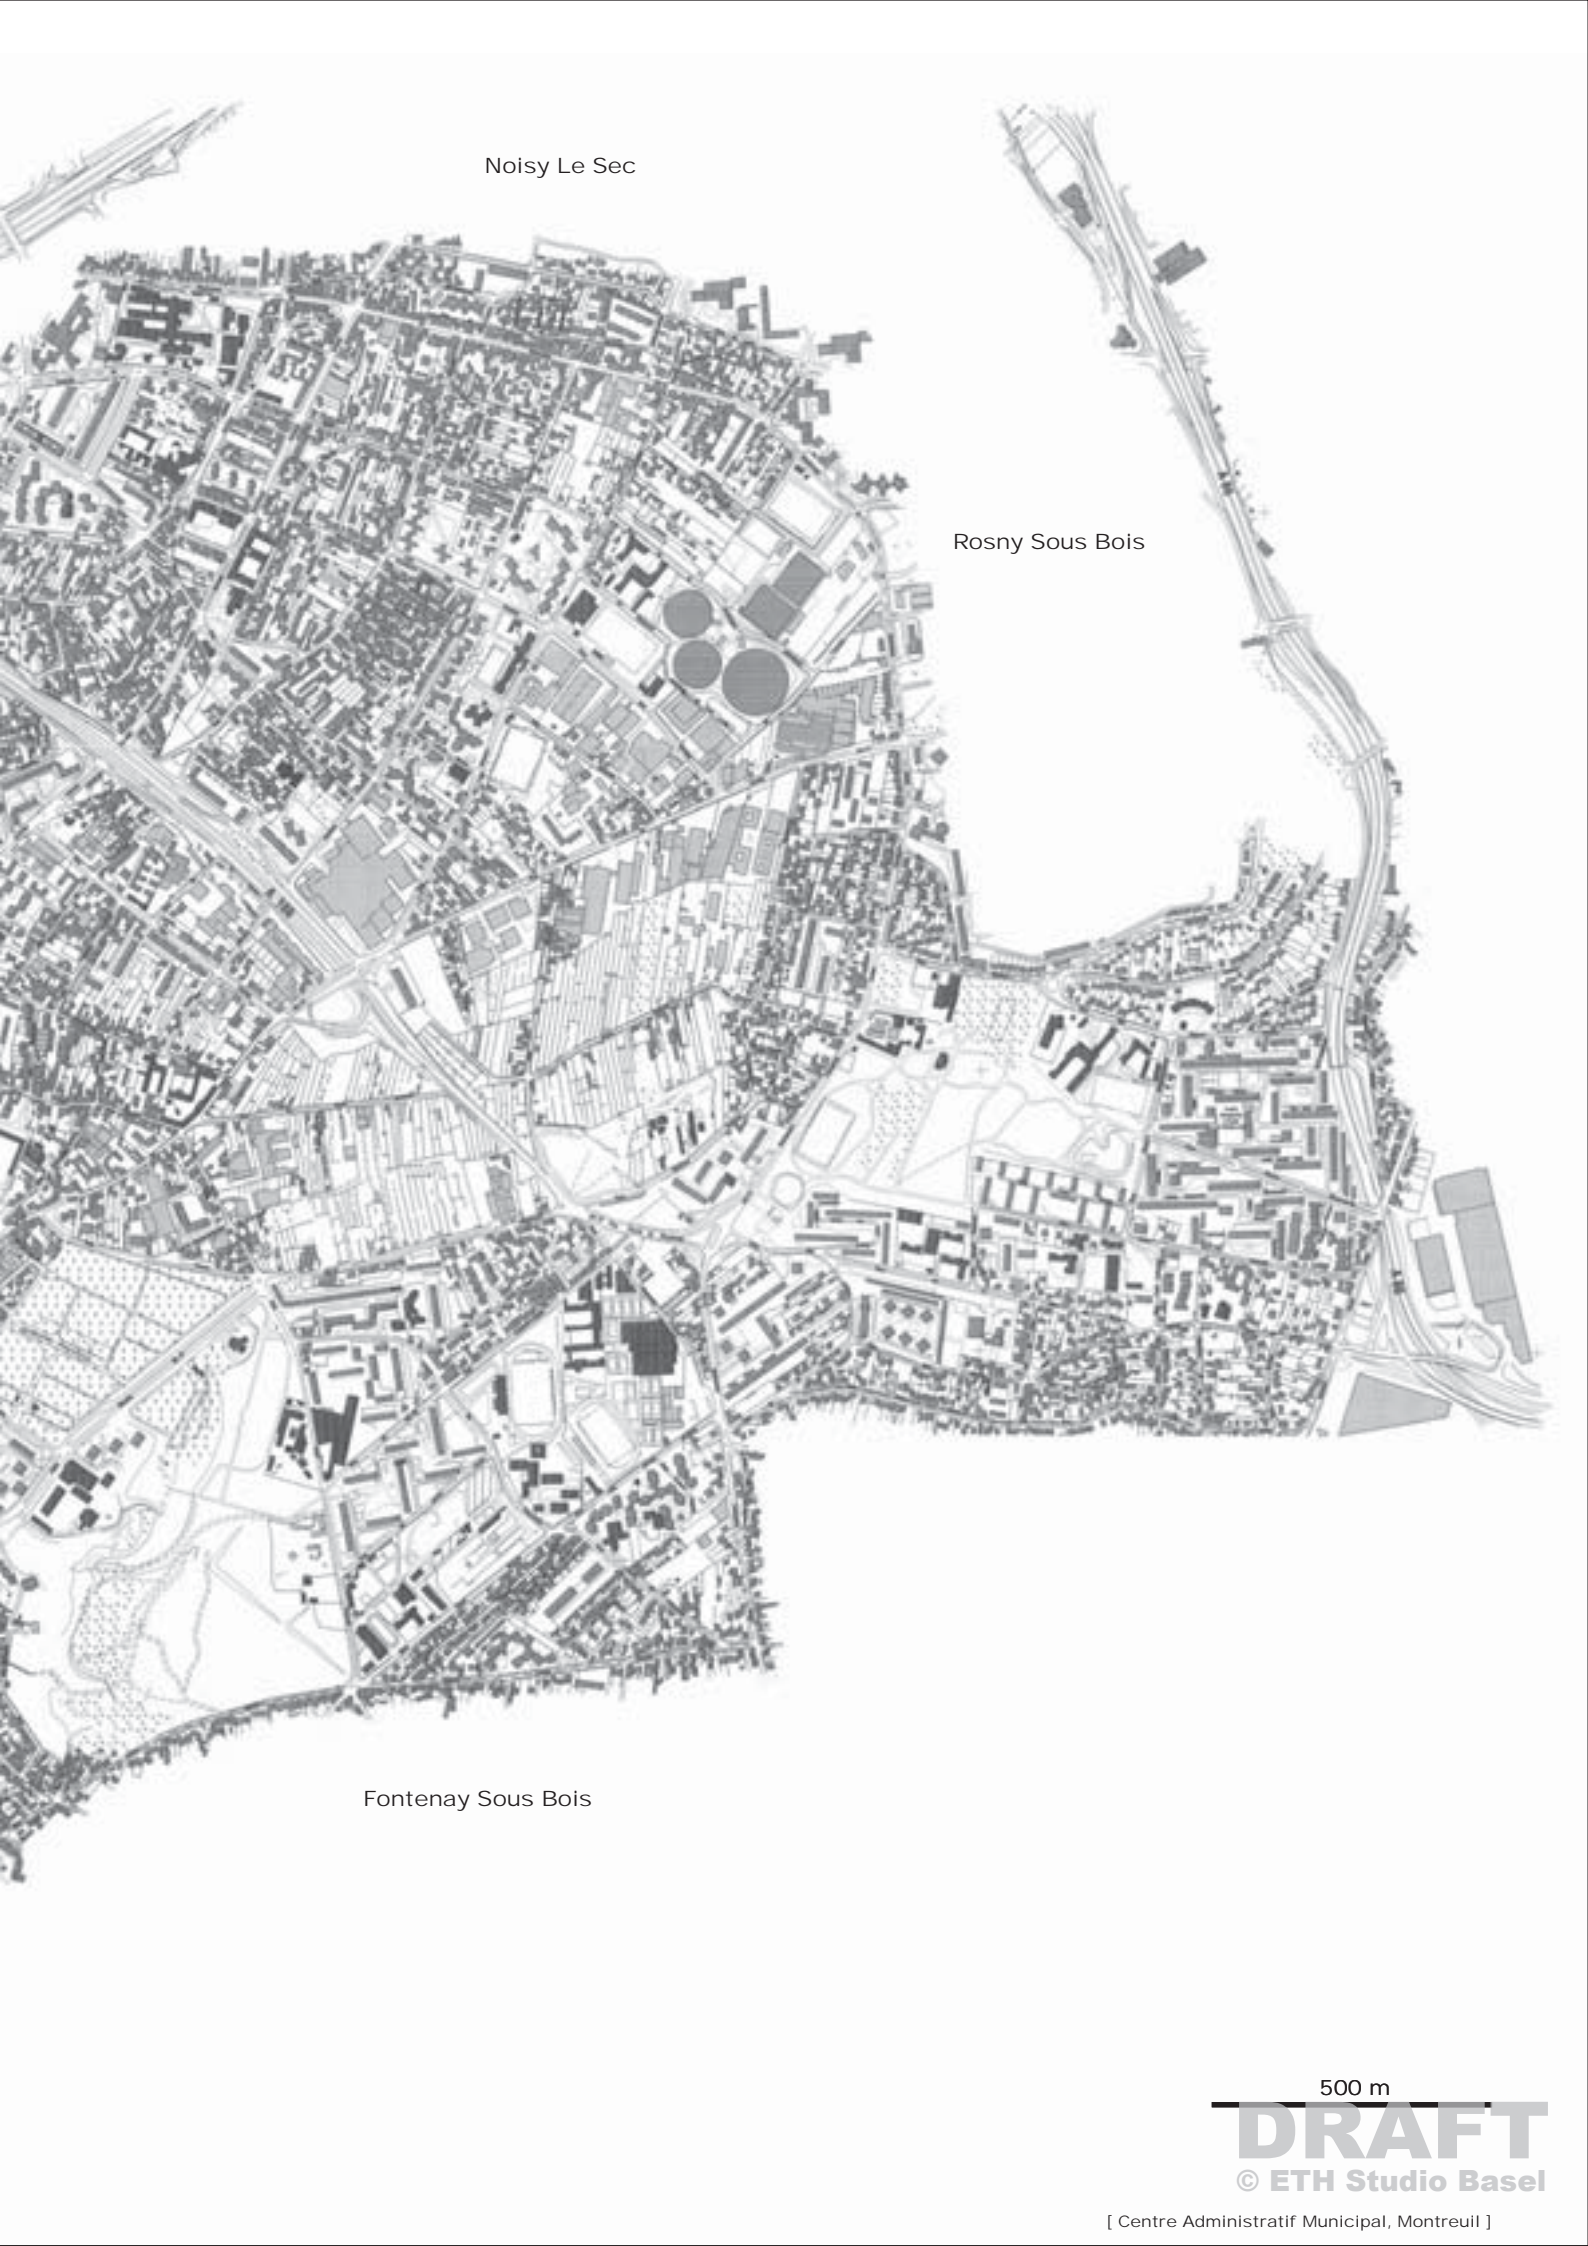 Noisy Le Sec
Rosny Sous Bois
Fontenay Sous Bois
500 m
DRAFT
© ETH Studio Basel
[ Centre Administratif Municipal, Montreuil ]